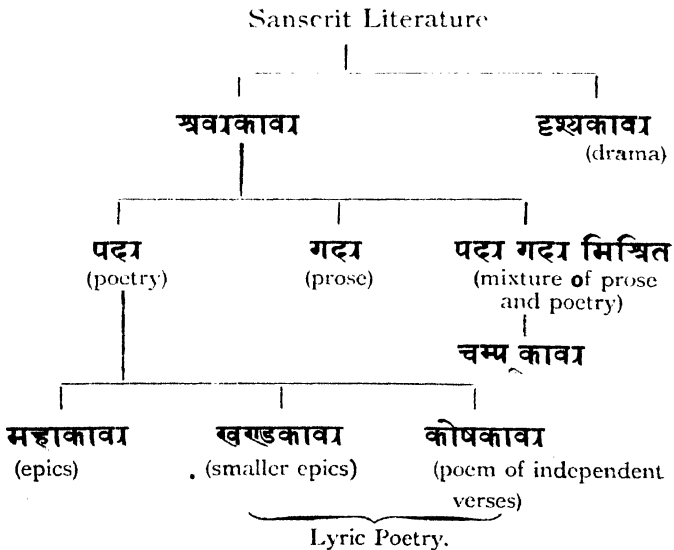 Sanscrit Literature
श्रव्यकाव्य दृश्यकाव्य
(drama)
पद्य गद्य पद्य गद्य मिश्रित
(poetry) (prose) (mixture of prose
and poetry)
चम्पू काव्य
महाकाव्य खण्डकाव्य कोषकाव्य
(epics) (smaller epics) (poem of independent
verses)
Lyric Poetry.